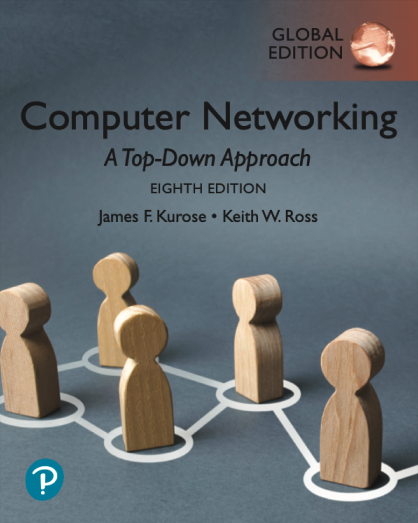 GLOBAL
EDITION
Computer Networking
A Top-Down Approach
EIGHTH EDITION
James F. Kurose • Keith W. Ross
P